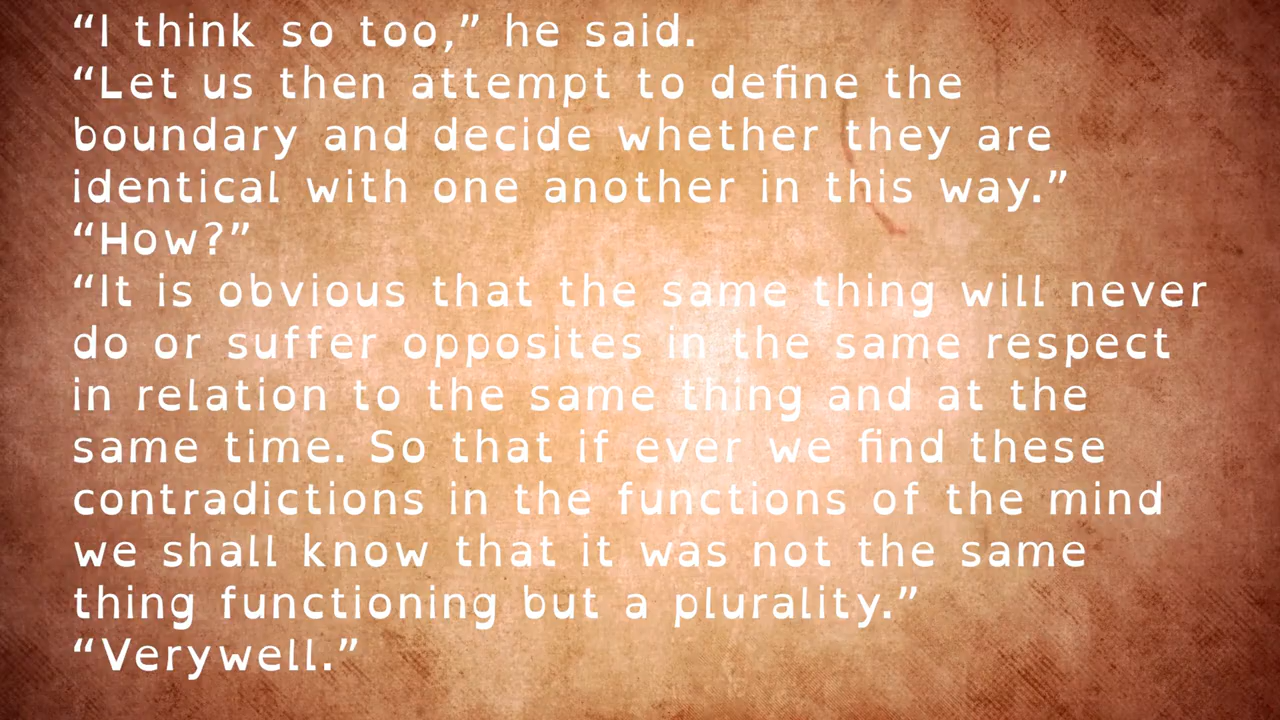 “I think so too,” he said.
“Let us then attempt to define the
boundary and decide whether they are
identical with one another in this way.”
“How?”
“It is obvious that the same thing will never
do or suffer opposites in the same respect
in relation to the same thing and at the
same time. So that if ever we find these
contradictions in the functions of the mind
we shall know that it was not the same
thing functioning but a plurality.”
“Verywell.”